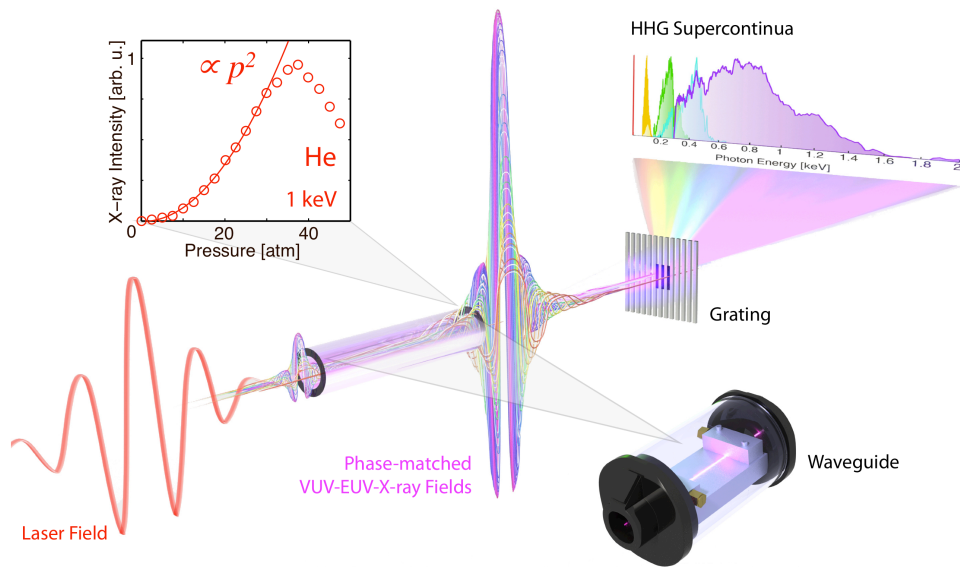 HHG Supercontinua
1
X-ray Intensity [arb. u.]
∝ p²
He
1 keV
0
0
20
40
Pressure [atm]
0.2
0.4
0.6
0.8
1
1.2
1.4
1.6
1.8
2
Photon Energy [keV]
Grating
Phase-matched
VUV-EUV-X-ray Fields
Waveguide
Laser Field